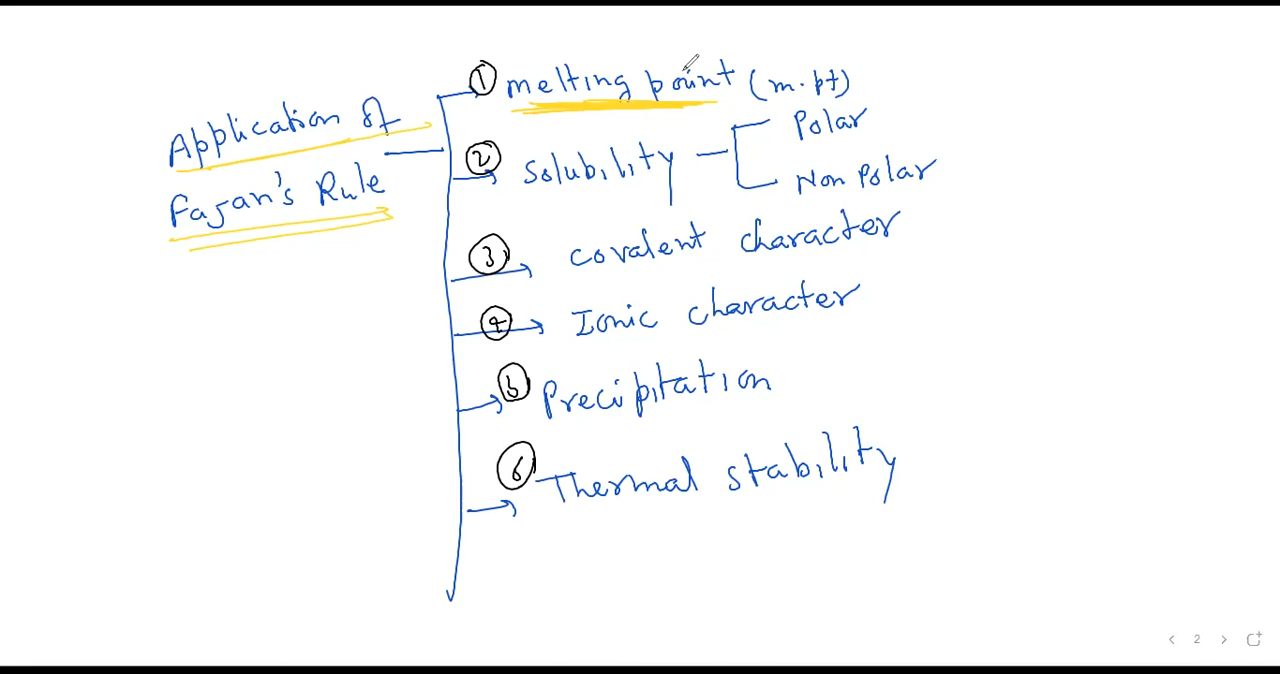 Application of
Fajan's Rule
① melting point (m.pt)
② Solubility
Polar
Non Polar
③ covalent character
④ Ionic character
⑤ Precipitation
⑥ Thermal stability
2